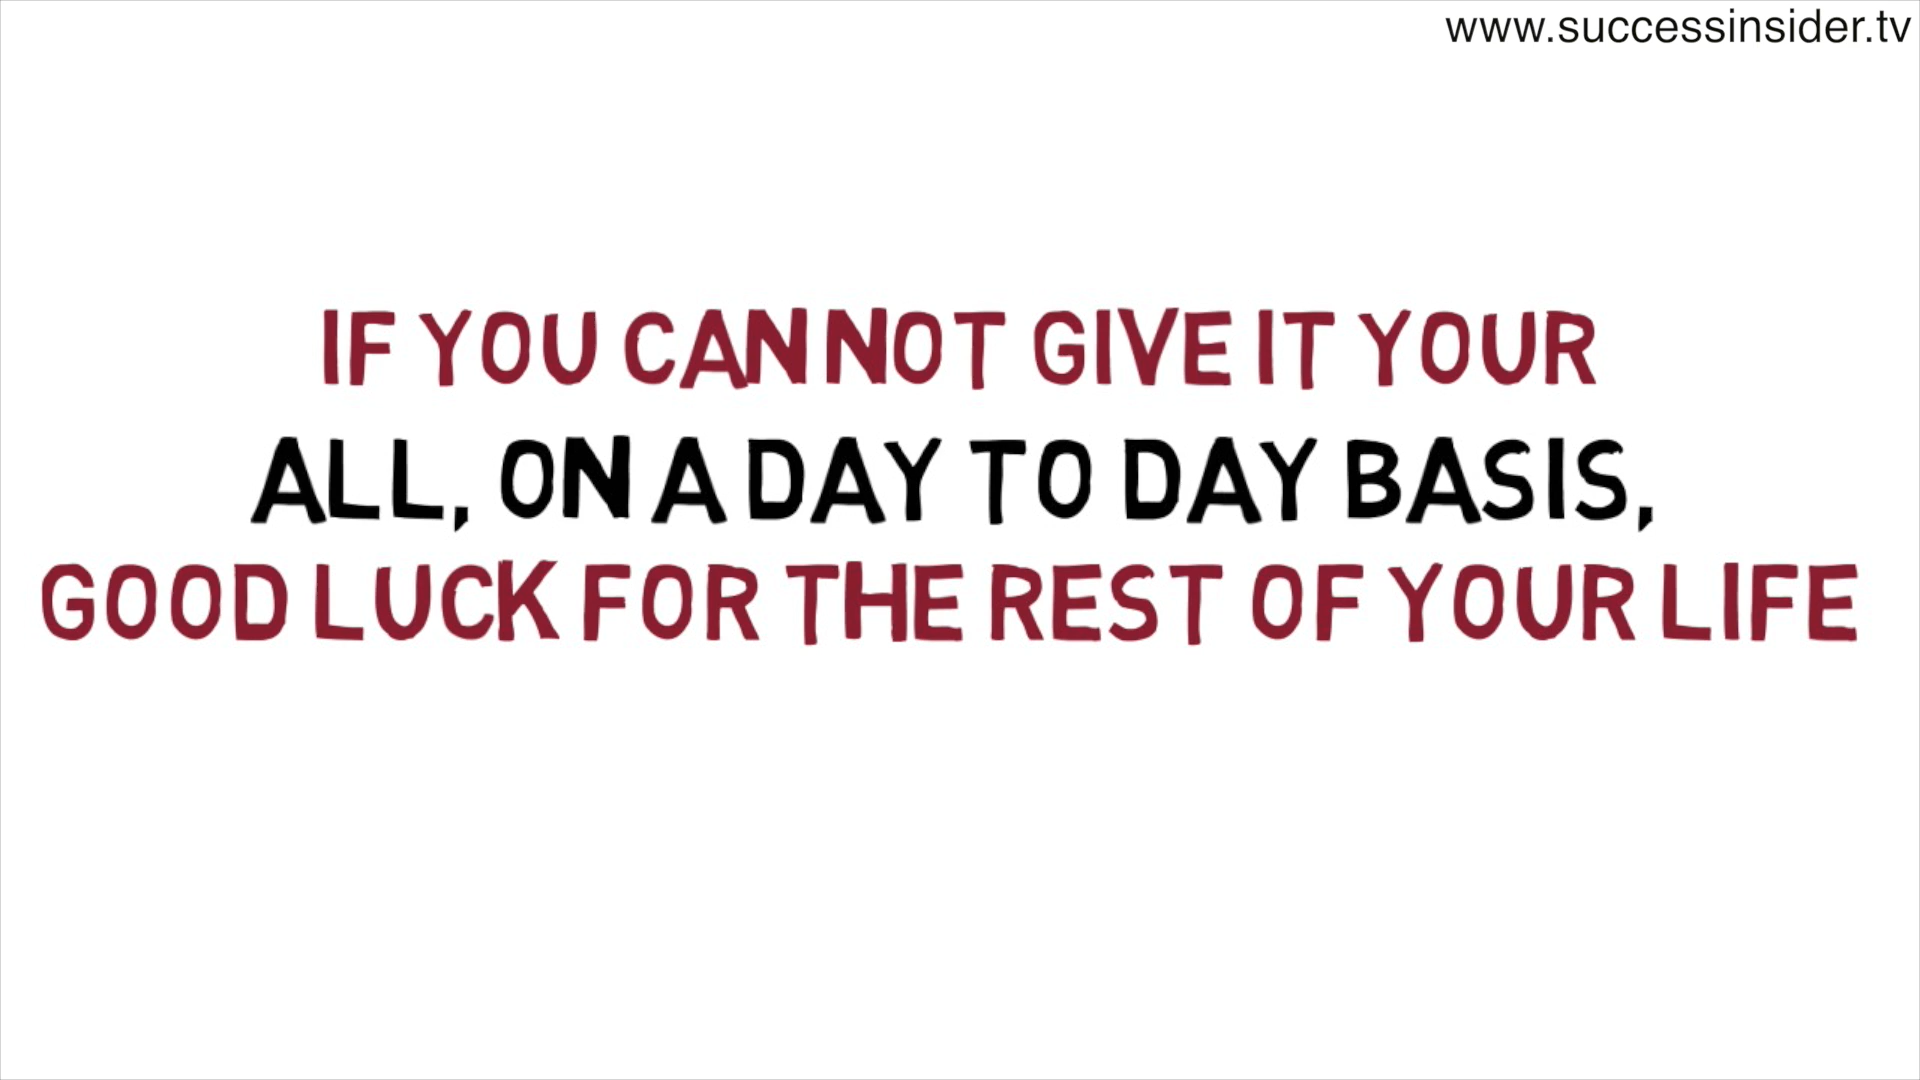 www.successinsider.tv
IF YOU CANNOT GIVE IT YOUR
ALL, ON A DAY TO DAY BASIS,
GOOD LUCK FOR THE REST OF YOUR LIFE